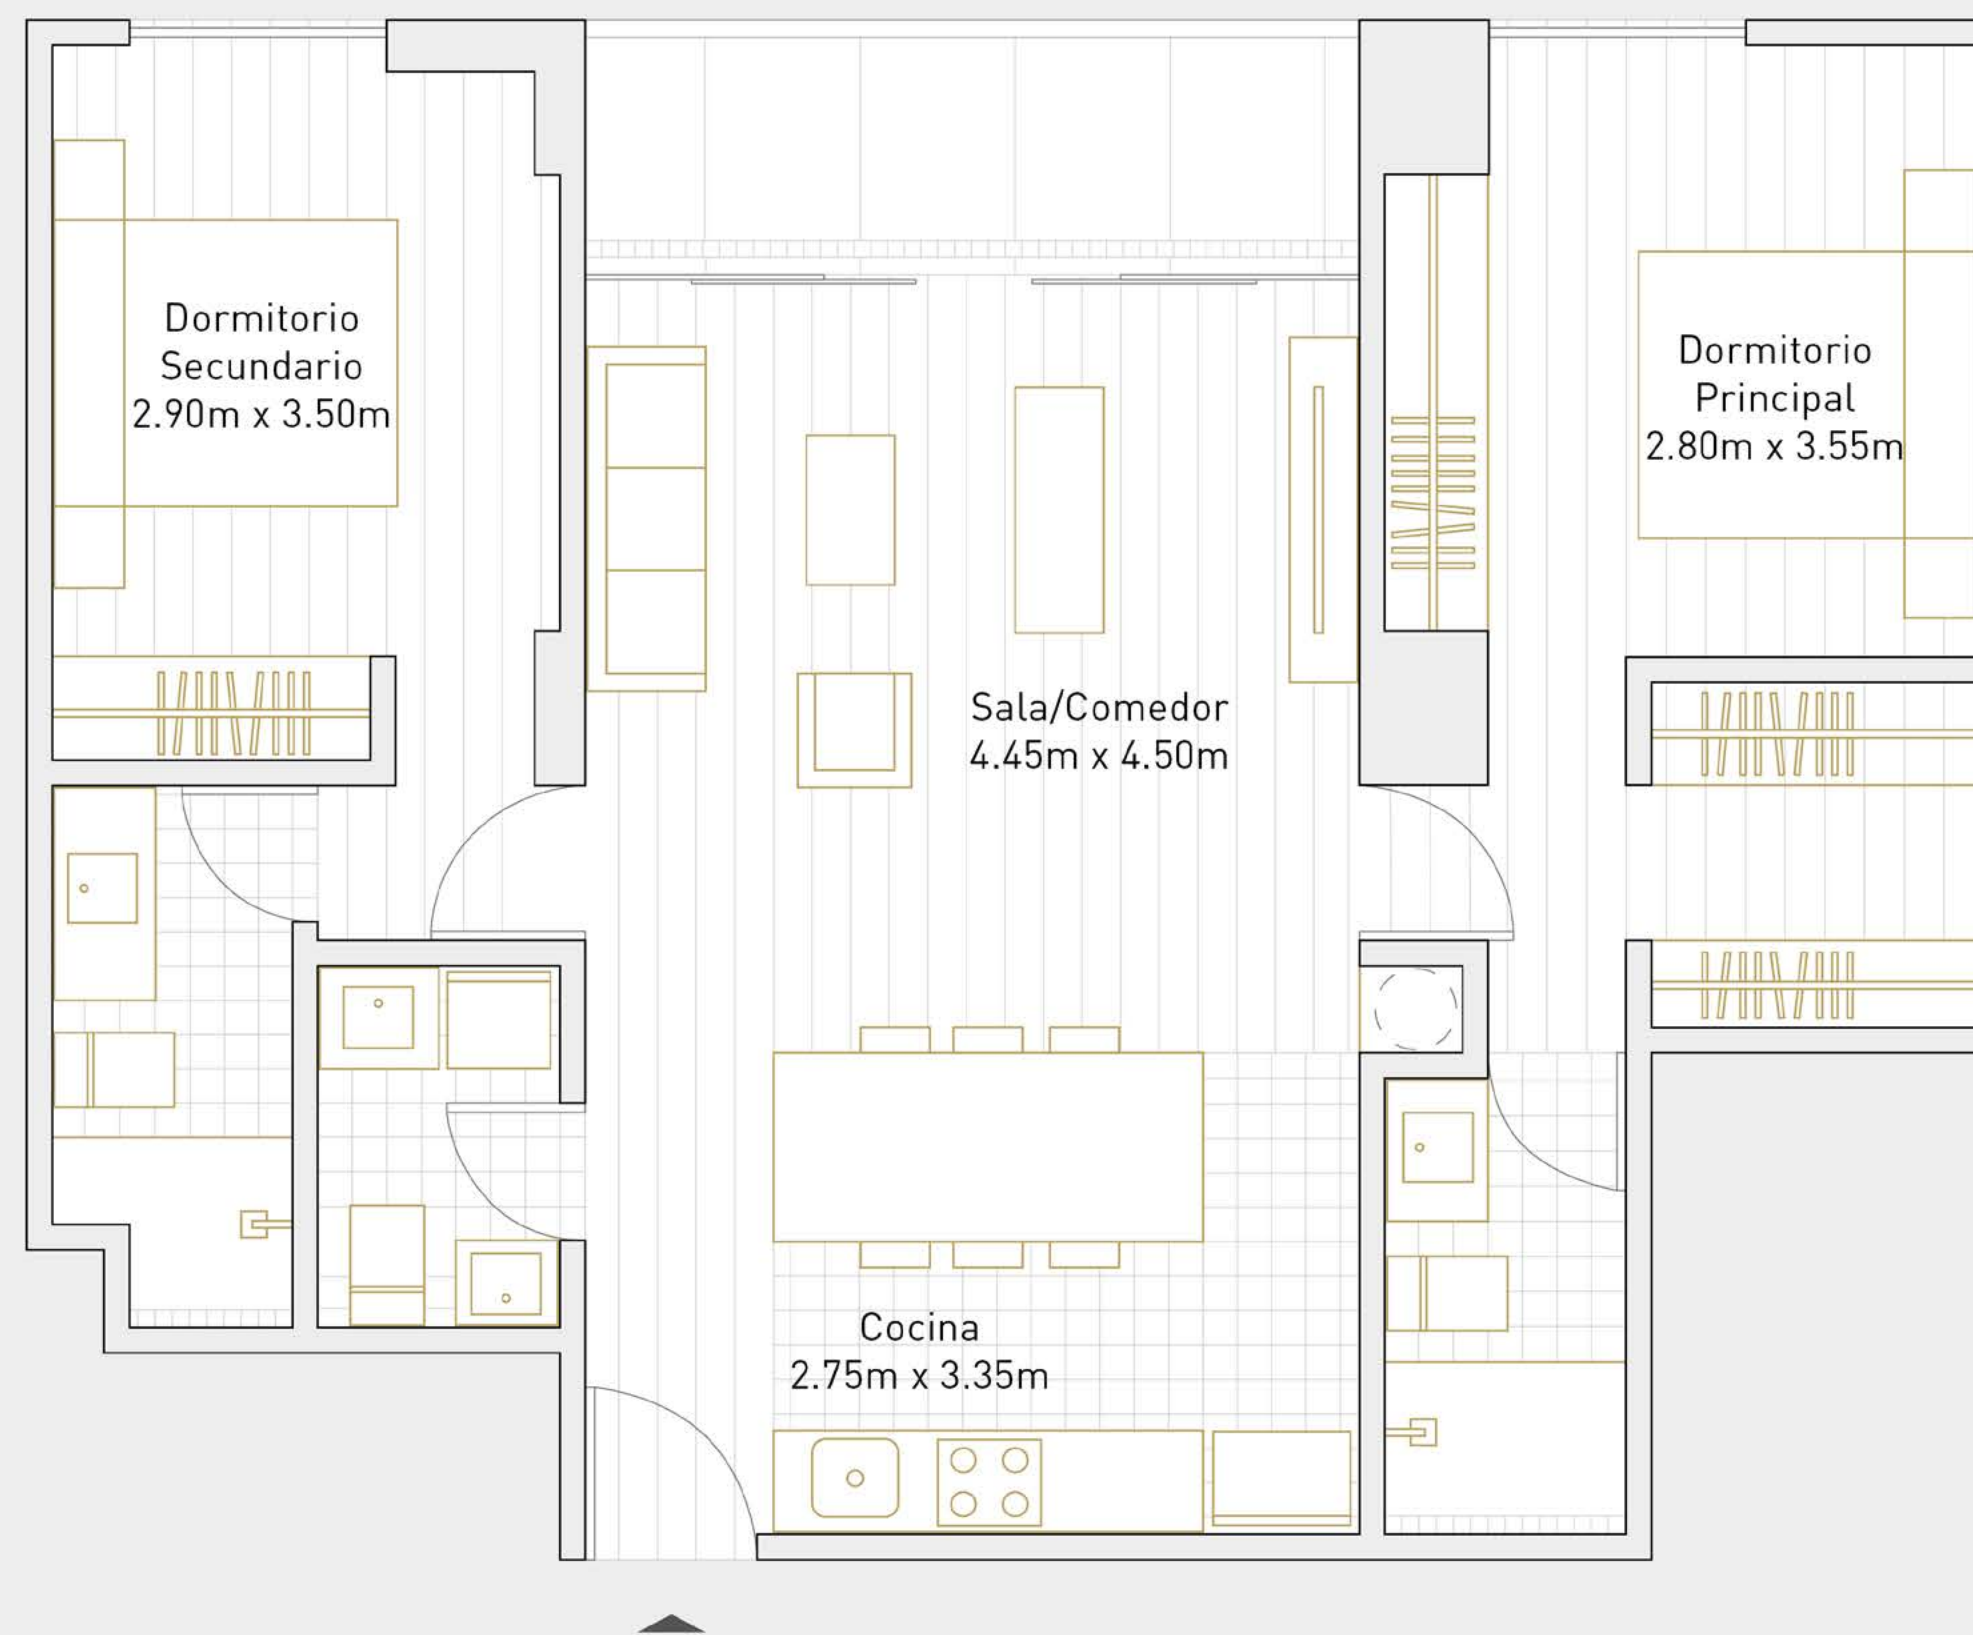 Dormitorio
Secundario
2.90m x 3.50m
Dormitorio
Principal
2.80m x 3.55m
Sala/Comedor
4.45m x 4.50m
Cocina
2.75m x 3.35m